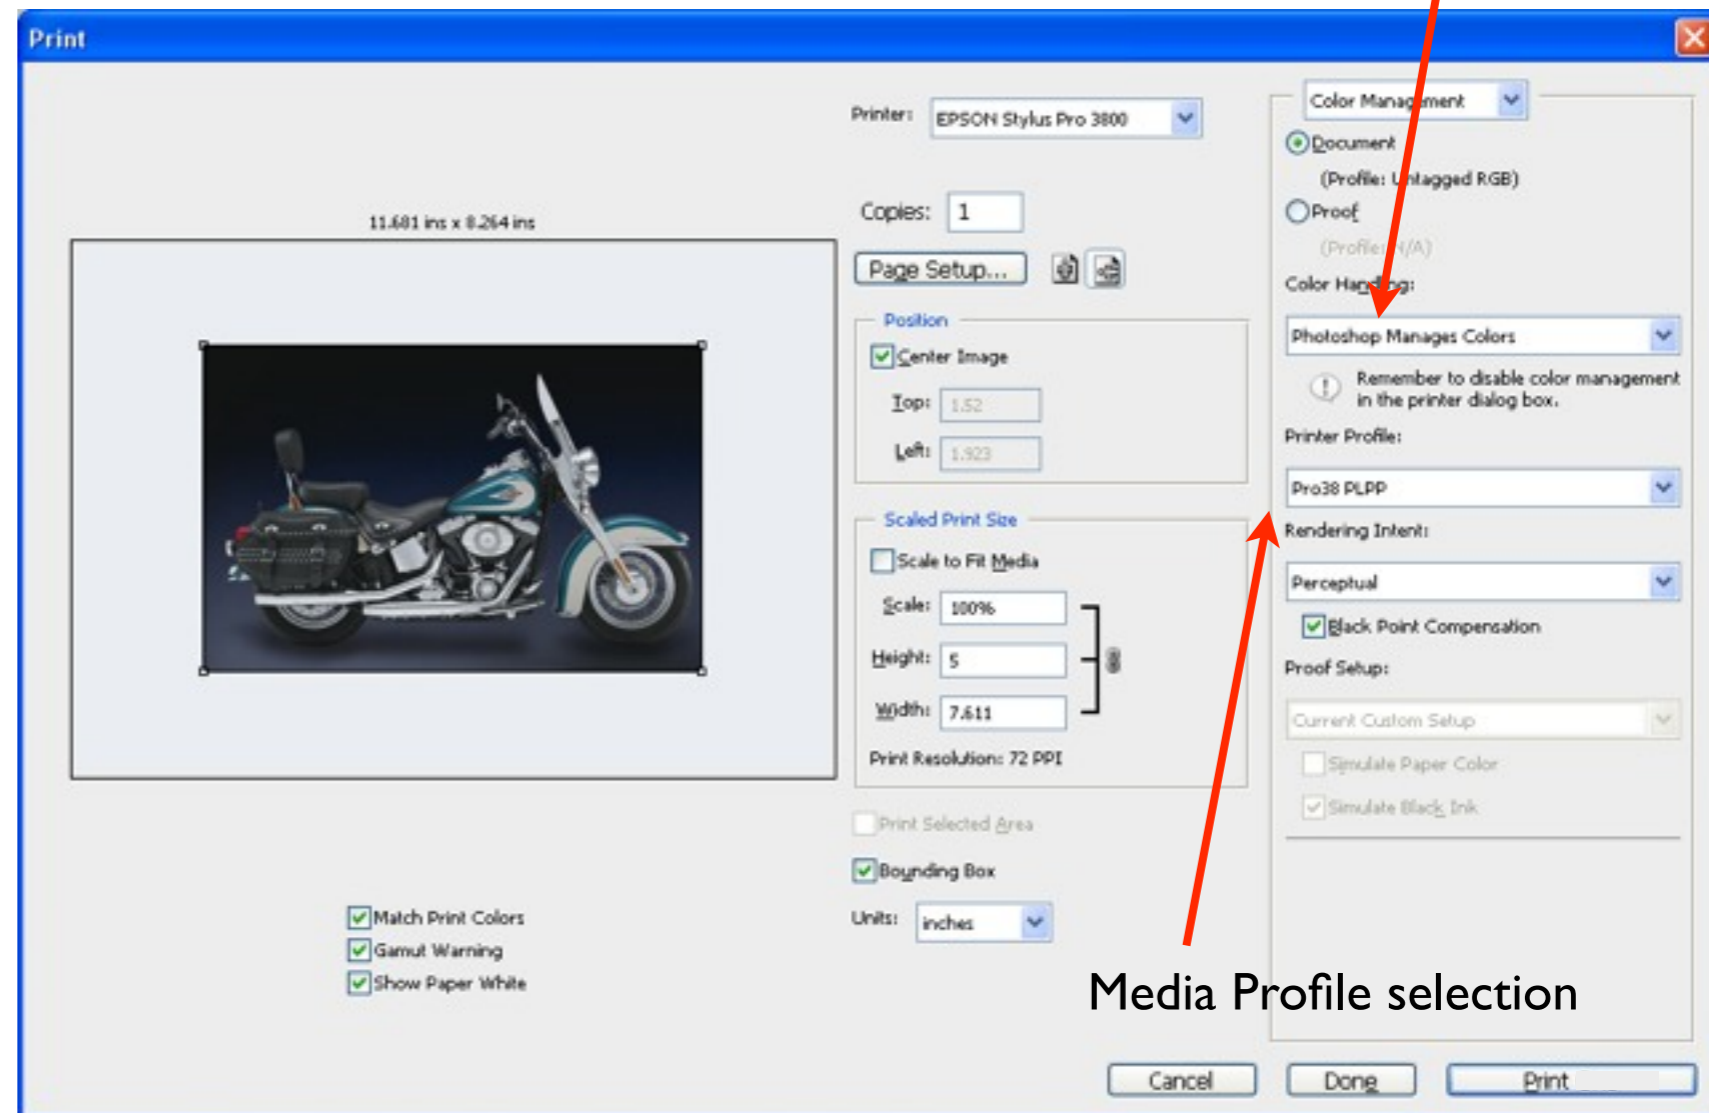 Print
11.681 ins x 8.264 ins
Match Print Colors
Gamut Warning
Show Paper White
Printer: EPSON Stylus Pro 3800
Copies: 1
Page Setup...
Position
Center Image
Top: 1.52
Left: 1.923
Scaled Print Size
Scale to Fit Media
Scale: 100%
Height: 5
Width: 7.611
Print Resolution: 72 PPI
Print Selected Area
Bounding Box
Units: inches
Color Management
Document
(Profile: Untagged RGB)
Proof
(Profile: N/A)
Color Handling:
Photoshop Manages Colors
Remember to disable color management
in the printer dialog box.
Printer Profile:
Pro38 PLPP
Rendering Intent:
Perceptual
Black Point Compensation
Proof Setup:
Current Custom Setup
Simulate Paper Color
Simulate Black Ink
Media Profile selection
Cancel Done Print